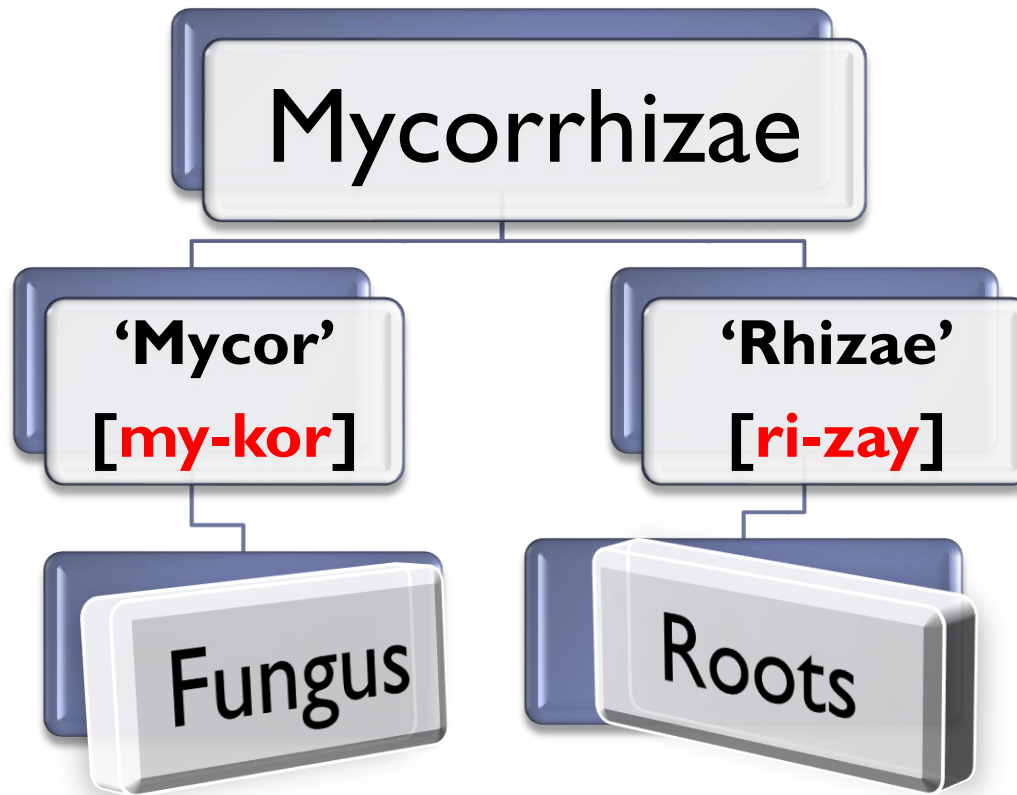 Mycorrhizae
‘Mycor’
[my-kor]
‘Rhizae’
[ri-zay]
Fungus
Roots